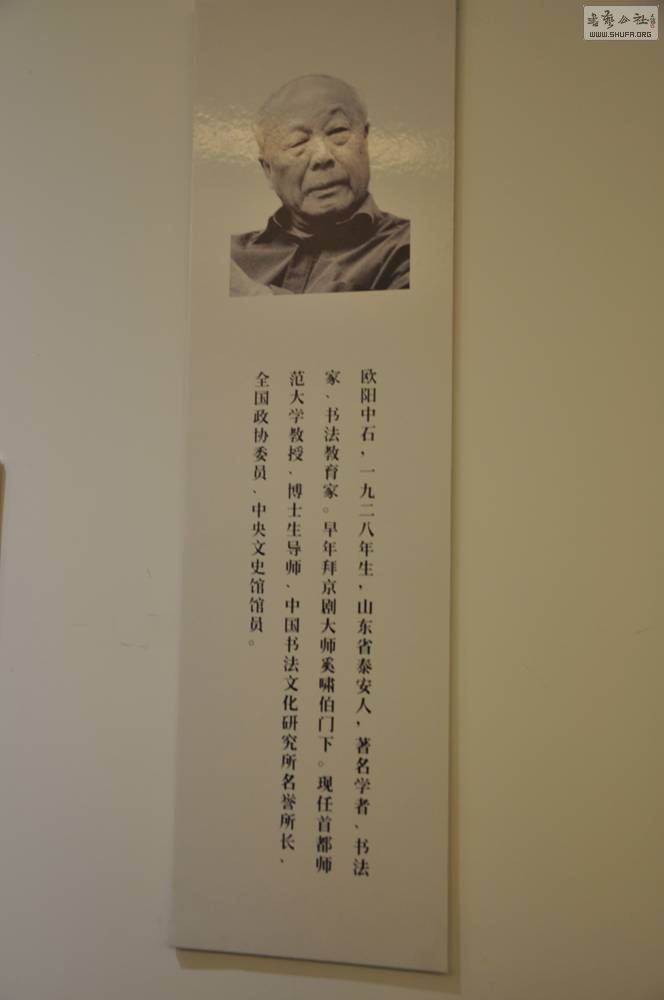 欧阳中石，一九二八年生，山东省泰安人，著名学者、书法
家、书法教育家。早年拜京剧大师奚啸伯门下。现任首都师
范大学教授、博士生导师、中国书法文化研究所名誉所长、
全国政协委员、中央文史馆馆员。
書藝公社
WWW.SHUFA.ORG